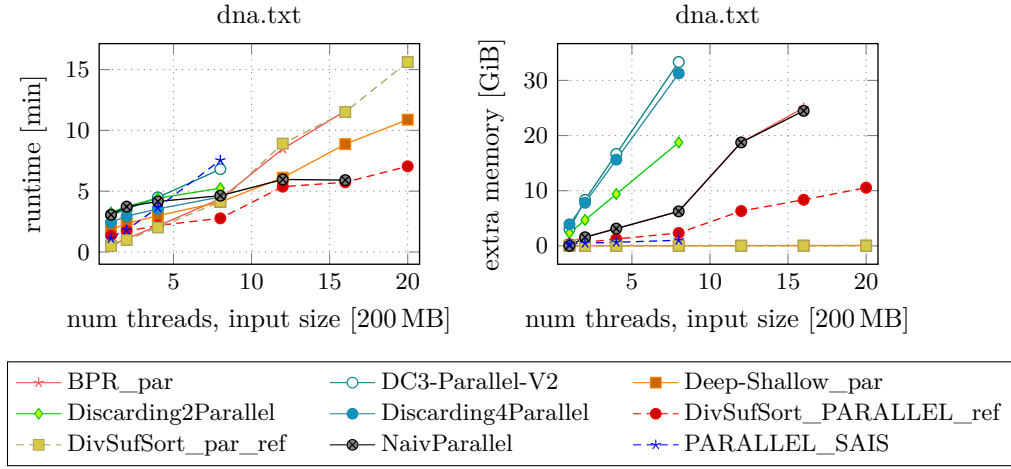 dna.txt
15
10
5
0
runtime [min]
5 10 15 20
num threads, input size [200 MB]
dna.txt
30
20
10
0
extra memory [GiB]
5 10 15 20
num threads, input size [200 MB]
BPR_par DC3-Parallel-V2 Deep-Shallow_par
Discarding2Parallel Discarding4Parallel DivSufSort_PARALLEL_ref
DivSufSort_par_ref NaivParallel PARALLEL_SAIS